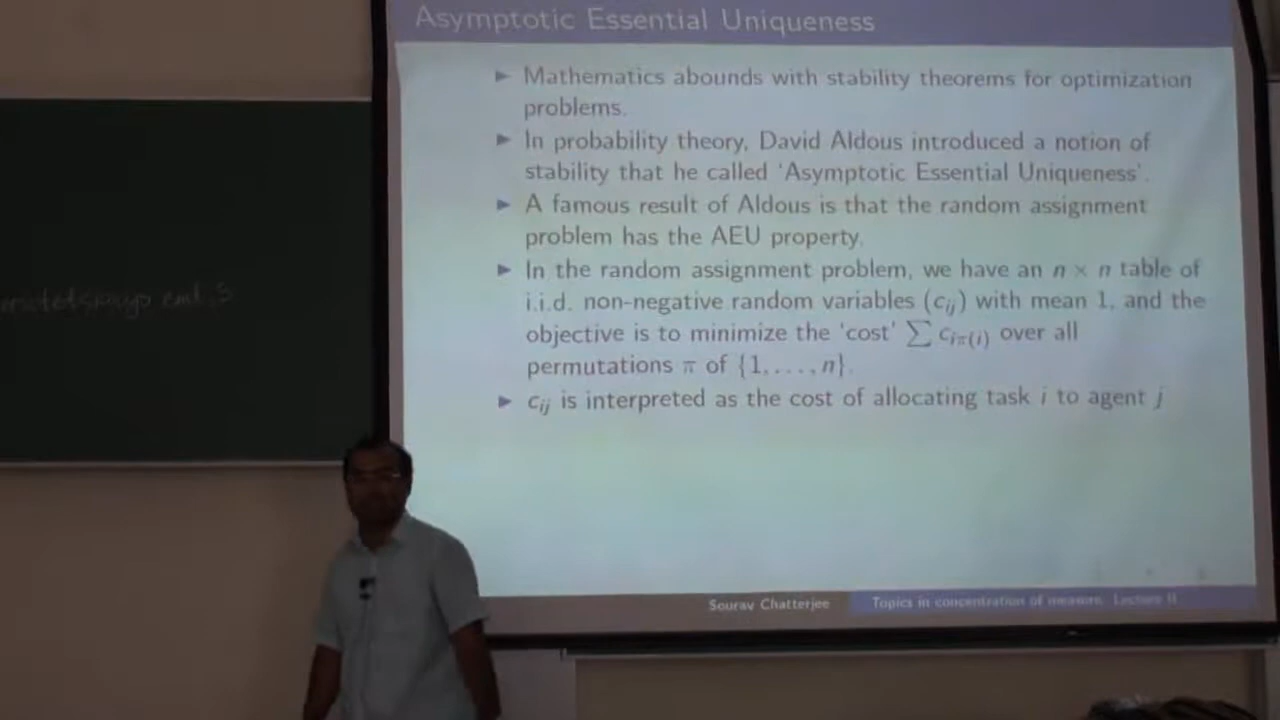 Asymptotic Essential Uniqueness
► Mathematics abounds with stability theorems for optimization
problems.
► In probability theory, David Aldous introduced a notion of
stability that he called 'Asymptotic Essential Uniqueness'.
► A famous result of Aldous is that the random assignment
problem has the AEU property.
► In the random assignment problem, we have an n × n table of
i.i.d. non-negative random variables (cᵢⱼ) with mean 1, and the
objective is to minimize the 'cost' ∑ c_{iπ(i)} over all
permutations π of {1, . . . , n}.
► cᵢⱼ is interpreted as the cost of allocating task i to agent j
Sourav Chatterjee Topics in concentration of measure. Lecture II